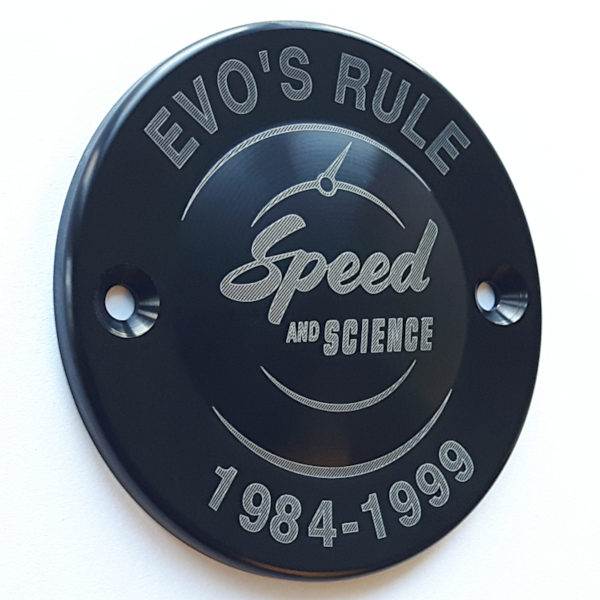 EVO'S RULE
Speed
AND SCIENCE
1984-1999